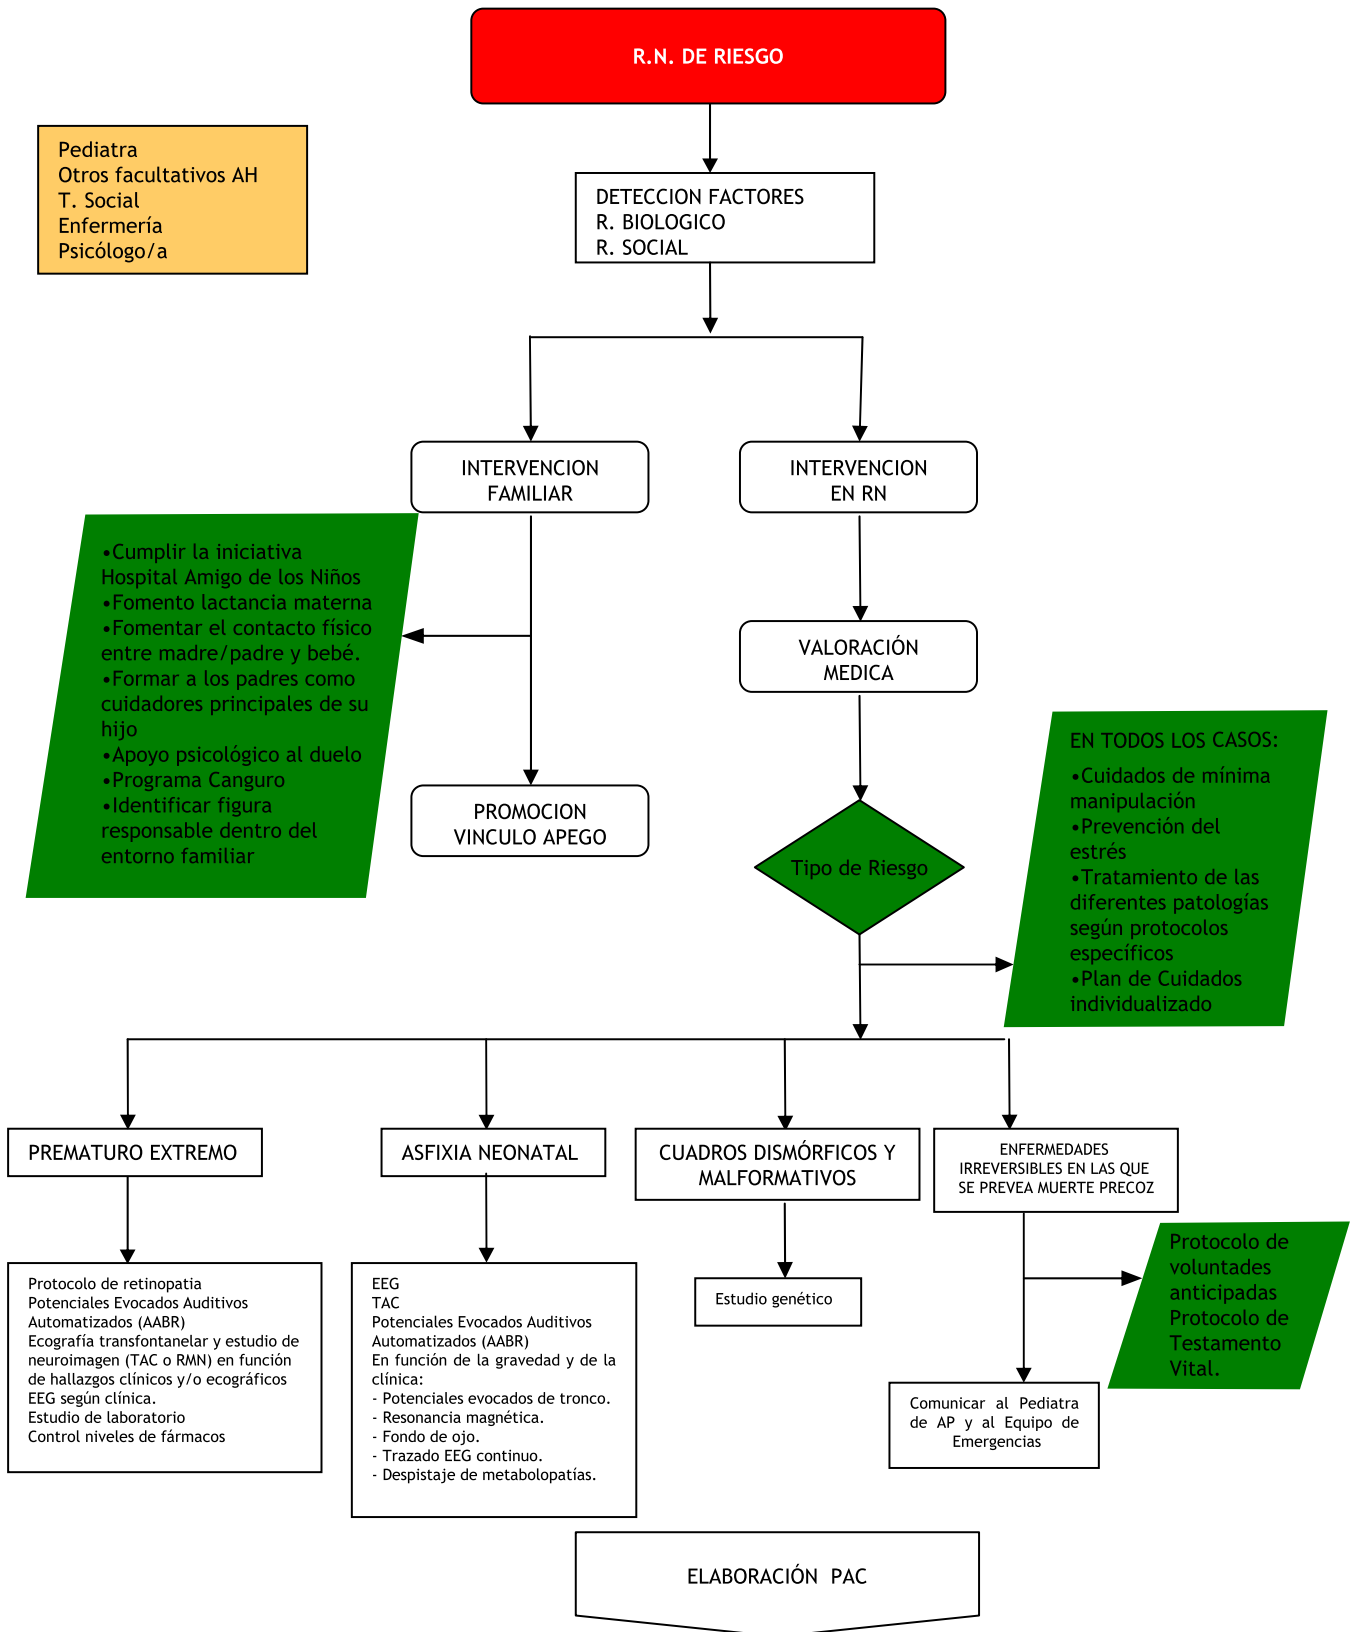 R.N. DE RIESGO
Pediatra
Otros facultativos AH
T. Social
Enfermería
Psicólogo/a
DETECCION FACTORES
R. BIOLOGICO
R. SOCIAL
INTERVENCION
FAMILIAR
INTERVENCION
EN RN
•Cumplir la iniciativa
Hospital Amigo de los Niños
•Fomento lactancia materna
•Fomentar el contacto físico
entre madre/padre y bebé.
•Formar a los padres como
cuidadores principales de su
hijo
•Apoyo psicológico al duelo
•Programa Canguro
•Identificar figura
responsable dentro del
entorno familiar
VALORACIÓN
MEDICA
PROMOCION
VINCULO APEGO
Tipo de Riesgo
EN TODOS LOS CASOS:
•Cuidados de mínima
manipulación
•Prevención del
estrés
•Tratamiento de las
diferentes patologías
según protocolos
específicos
•Plan de Cuidados
individualizado
PREMATURO EXTREMO
ASFIXIA NEONATAL
CUADROS DISMÓRFICOS Y
MALFORMATIVOS
ENFERMEDADES
IRREVERSIBLES EN LAS QUE
SE PREVEA MUERTE PRECOZ
Protocolo de retinopatia
Potenciales Evocados Auditivos
Automatizados (AABR)
Ecografía transfontanelar y estudio de
neuroimagen (TAC o RMN) en función
de hallazgos clínicos y/o ecográficos
EEG según clínica.
Estudio de laboratorio
Control niveles de fármacos
EEG
TAC
Potenciales Evocados Auditivos
Automatizados (AABR)
En función de la gravedad y de la
clínica:
- Potenciales evocados de tronco.
- Resonancia magnética.
- Fondo de ojo.
- Trazado EEG continuo.
- Despistaje de metabolopatías.
Estudio genético
Protocolo de
voluntades
anticipadas
Protocolo de
Testamento
Vital.
Comunicar al Pediatra
de AP y al Equipo de
Emergencias
ELABORACIÓN PAC